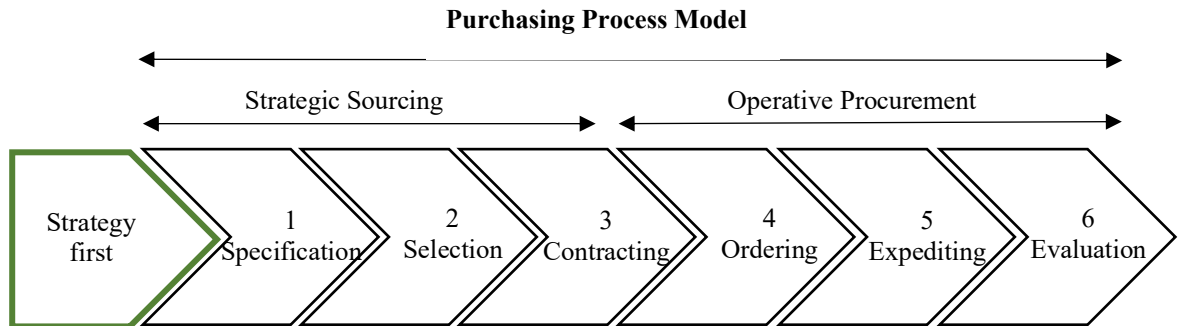 Purchasing Process Model
Strategic Sourcing
Operative Procurement
Strategy
first
1
Specification
2
Selection
3
Contracting
4
Ordering
5
Expediting
6
Evaluation